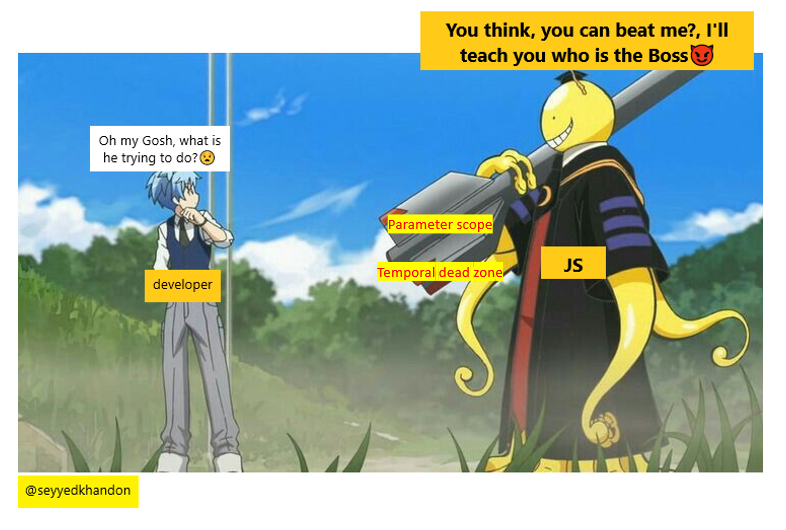 You think, you can beat me?, I'll
teach you who is the Boss😈
Oh my Gosh, what is
he trying to do?😧
Parameter scope
Temporal dead zone
JS
developer
@seyyedkhandon